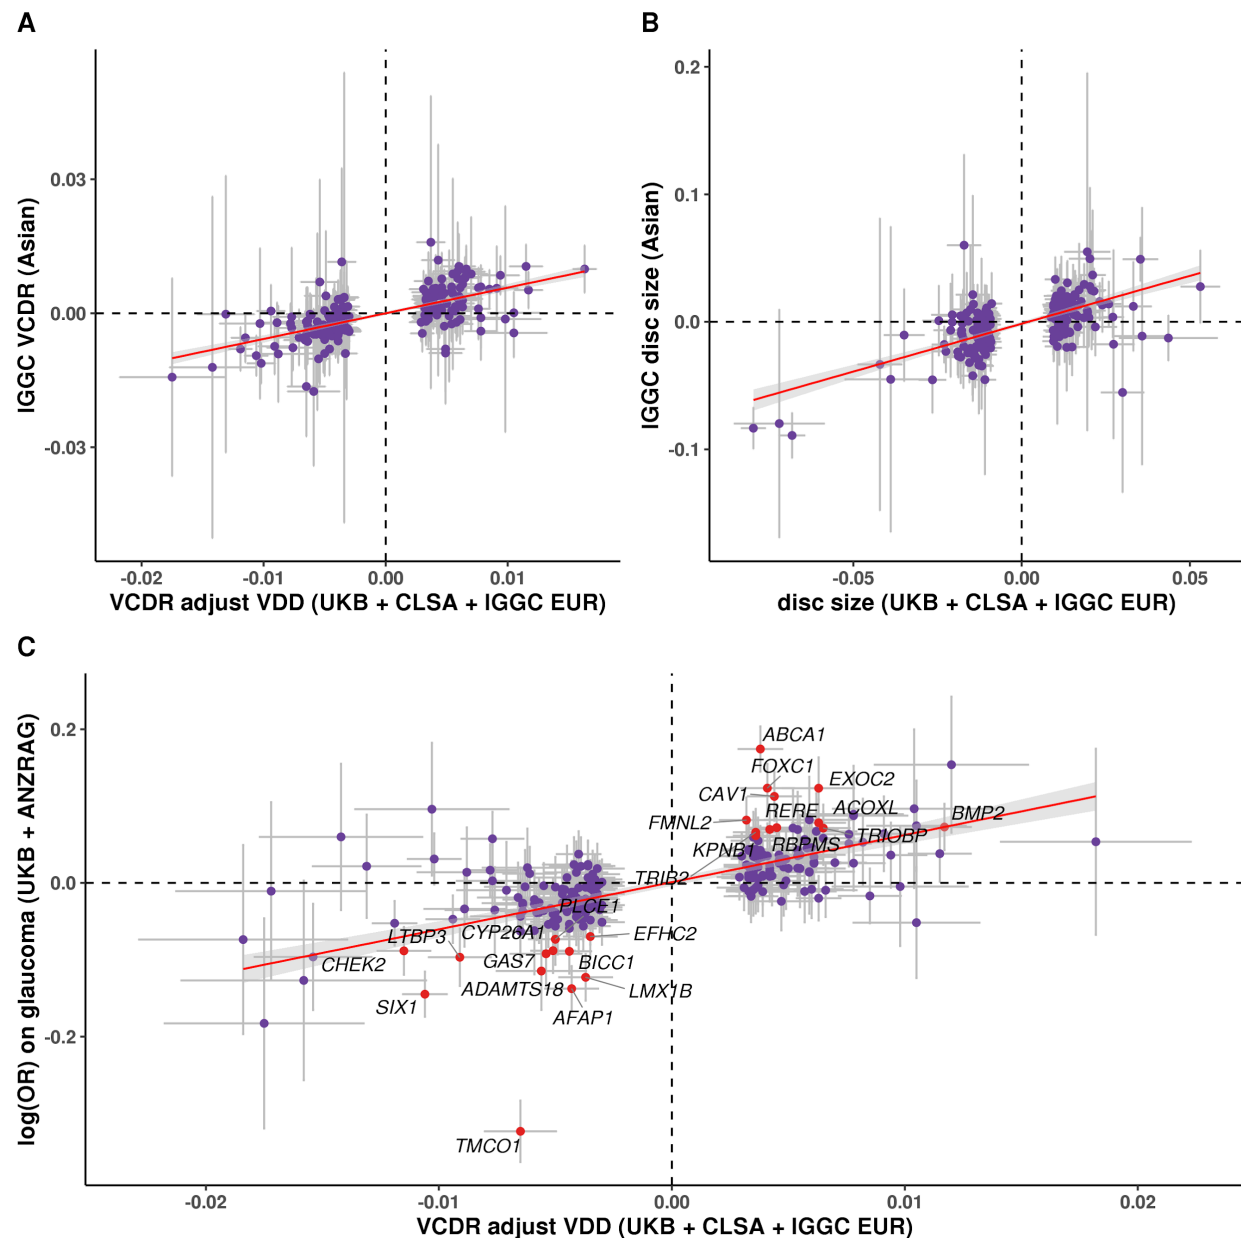 A
B
0.03
0.00
-0.03
IGGC VCDR (Asian)
-0.02
-0.01
0.00
0.01
VCDR adjust VDD (UKB + CLSA + IGGC EUR)
0.2
0.1
0.0
-0.1
IGGC disc size (Asian)
-0.05
0.00
0.05
disc size (UKB + CLSA + IGGC EUR)
C
0.2
0.0
-0.2
log(OR) on glaucoma (UKB + ANZRAG)
ABCA1
FOXC1
EXOC2
CAV1
RERE
ACOXL
BMP2
FMNL2
TRIOBP
KPNB1
RBPMS
TRIB2
PLCE1
CYP26A1
EFHC2
LTBP3
CHEK2
GAS7
BICC1
ADAMTS18
LMX1B
SIX1
AFAP1
TMCO1
-0.02
-0.01
0.00
0.01
0.02
VCDR adjust VDD (UKB + CLSA + IGGC EUR)